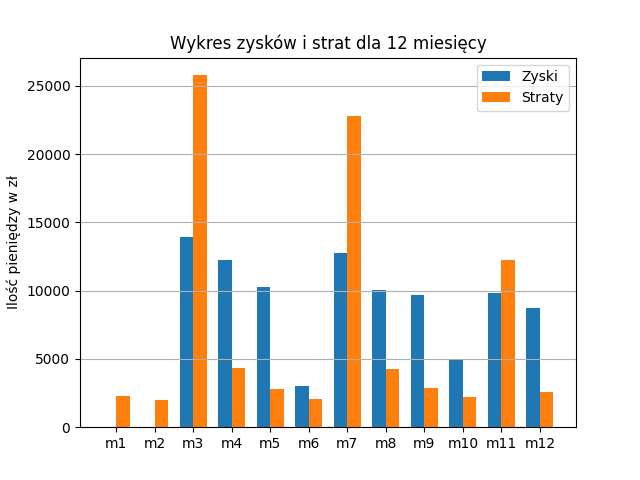 Wykres zysków i strat dla 12 miesięcy
Zyski
Straty
Ilość pieniędzy w zł
25000
20000
15000
10000
5000
0
m1 m2 m3 m4 m5 m6 m7 m8 m9 m10 m11 m12